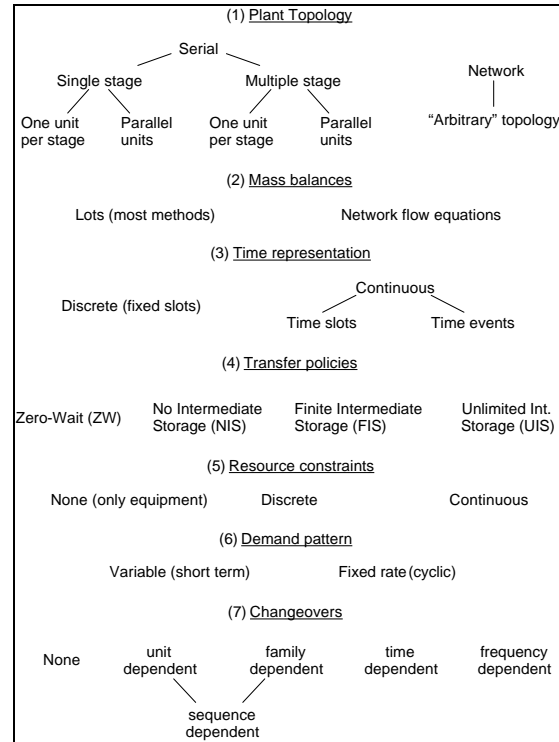 (1) Plant Topology
Serial
Single stage Multiple stage Network
One unit per stage Parallel units One unit per stage Parallel units "Arbitrary" topology
(2) Mass balances
Lots (most methods) Network flow equations
(3) Time representation
Discrete (fixed slots) Continuous
Time slots Time events
(4) Transfer policies
Zero-Wait (ZW) No Intermediate Storage (NIS) Finite Intermediate Storage (FIS) Unlimited Int. Storage (UIS)
(5) Resource constraints
None (only equipment) Discrete Continuous
(6) Demand pattern
Variable (short term) Fixed rate (cyclic)
(7) Changeovers
None unit dependent family dependent time dependent frequency dependent
sequence dependent